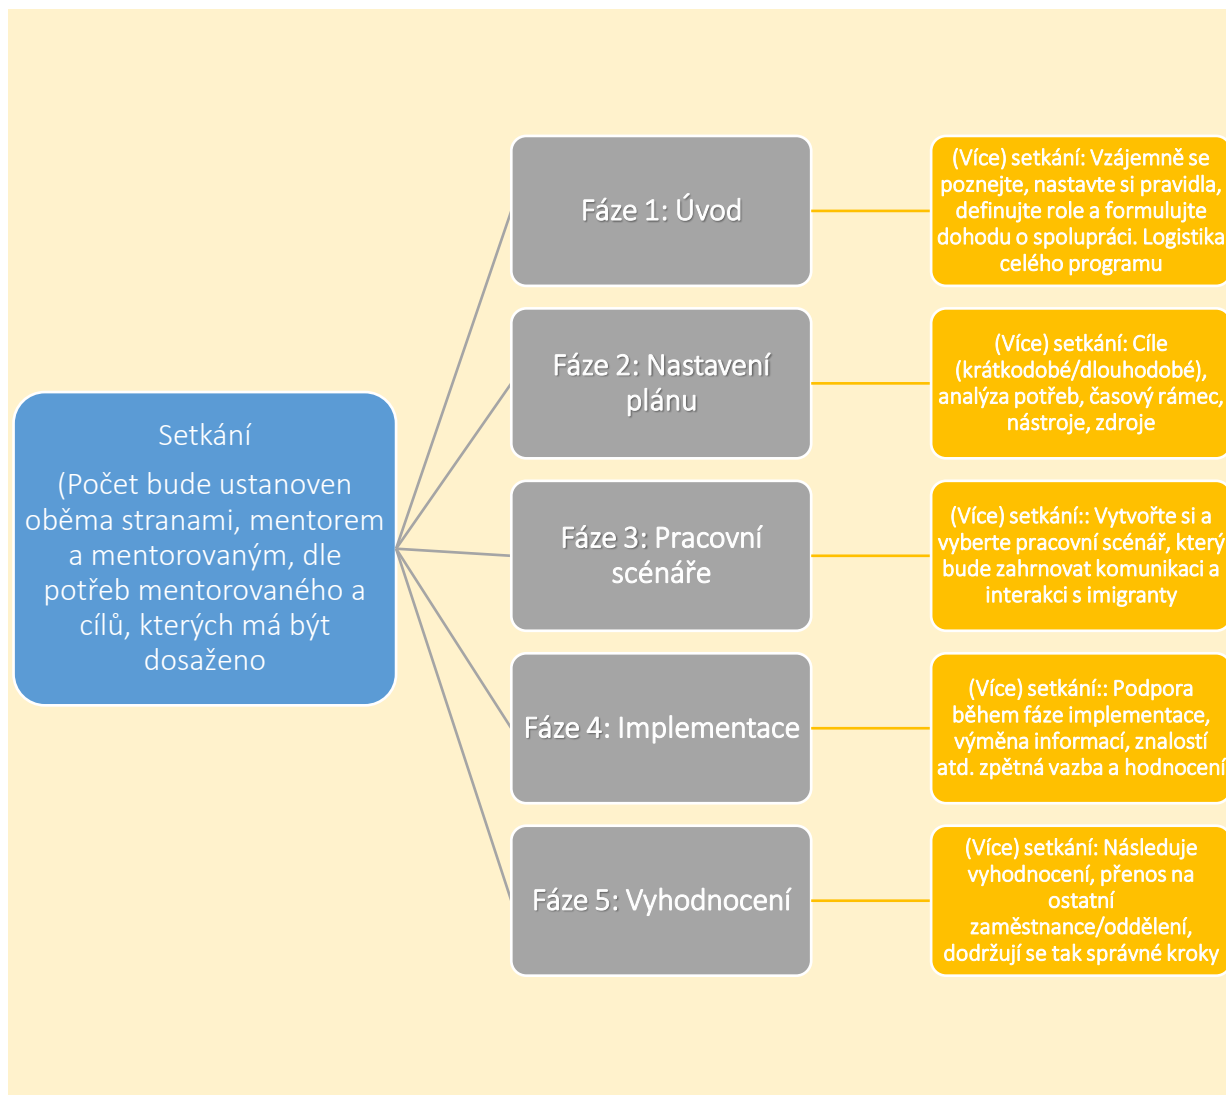 Setkání
(Počet bude ustanoven
oběma stranami, mentorem
a mentorovaným, dle
potřeb mentorovaného a
cílů, kterých má být
dosaženo
Fáze 1: Úvod
(Více) setkání: Vzájemně se
poznejte, nastavte si pravidla,
definujte role a formulujte
dohodu o spolupráci. Logistika
celého programu
Fáze 2: Nastavení
plánu
(Více) setkání: Cíle
(krátkodobé/dlouhodobé),
analýza potřeb, časový rámec,
nástroje, zdroje
Fáze 3: Pracovní
scénáře
(Více) setkání:: Vytvořte si a
vyberte pracovní scénář, který
bude zahrnovat komunikaci a
interakci s imigranty
Fáze 4: Implementace
(Více) setkání:: Podpora
během fáze implementace,
výměna informací, znalostí
atd. zpětná vazba a hodnocení
Fáze 5: Vyhodnocení
(Více) setkání: Následuje
vyhodnocení, přenos na
ostatní
zaměstnance/oddělení,
dodržují se tak správné kroky